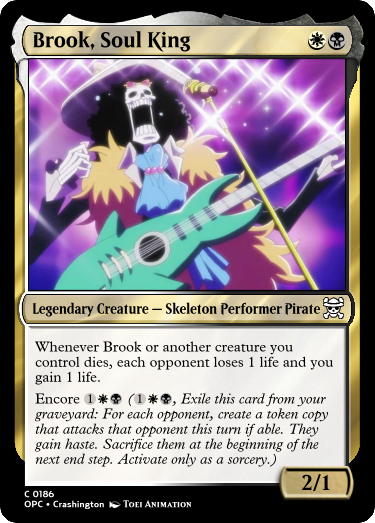 Brook, Soul King
Legendary Creature — Skeleton Performer Pirate
Whenever Brook or another creature you
control dies, each opponent loses 1 life and you
gain 1 life.
Encore 1 (1, Exile this card from your
graveyard: For each opponent, create a token copy
that attacks that opponent this turn if able. They
gain haste. Sacrifice them at the beginning of the
next end step. Activate only as a sorcery.)
2/1
C 0186
OPC • Crashington TOEI ANIMATION